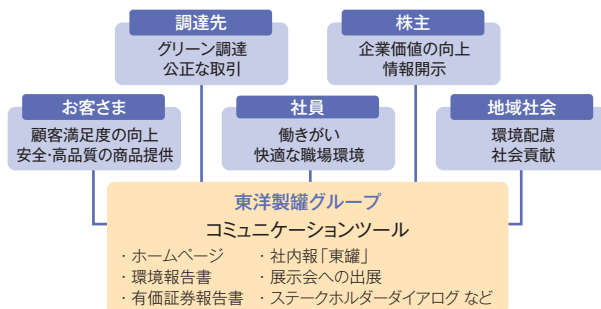 調達先
グリーン調達
公正な取引
株主
企業価値の向上
情報開示
お客さま
顧客満足度の向上
安全・高品質の商品提供
社員
働きがい
快適な職場環境
地域社会
環境配慮
社会貢献
東洋製罐グループ
コミュニケーションツール
・ホームページ
・環境報告書
・有価証券報告書
・社内報「東罐」
・展示会への出展
・ステークホルダーダイアログ など